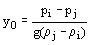 y₀ = (pᵢ − pⱼ) / (g(ρⱼ − ρᵢ))